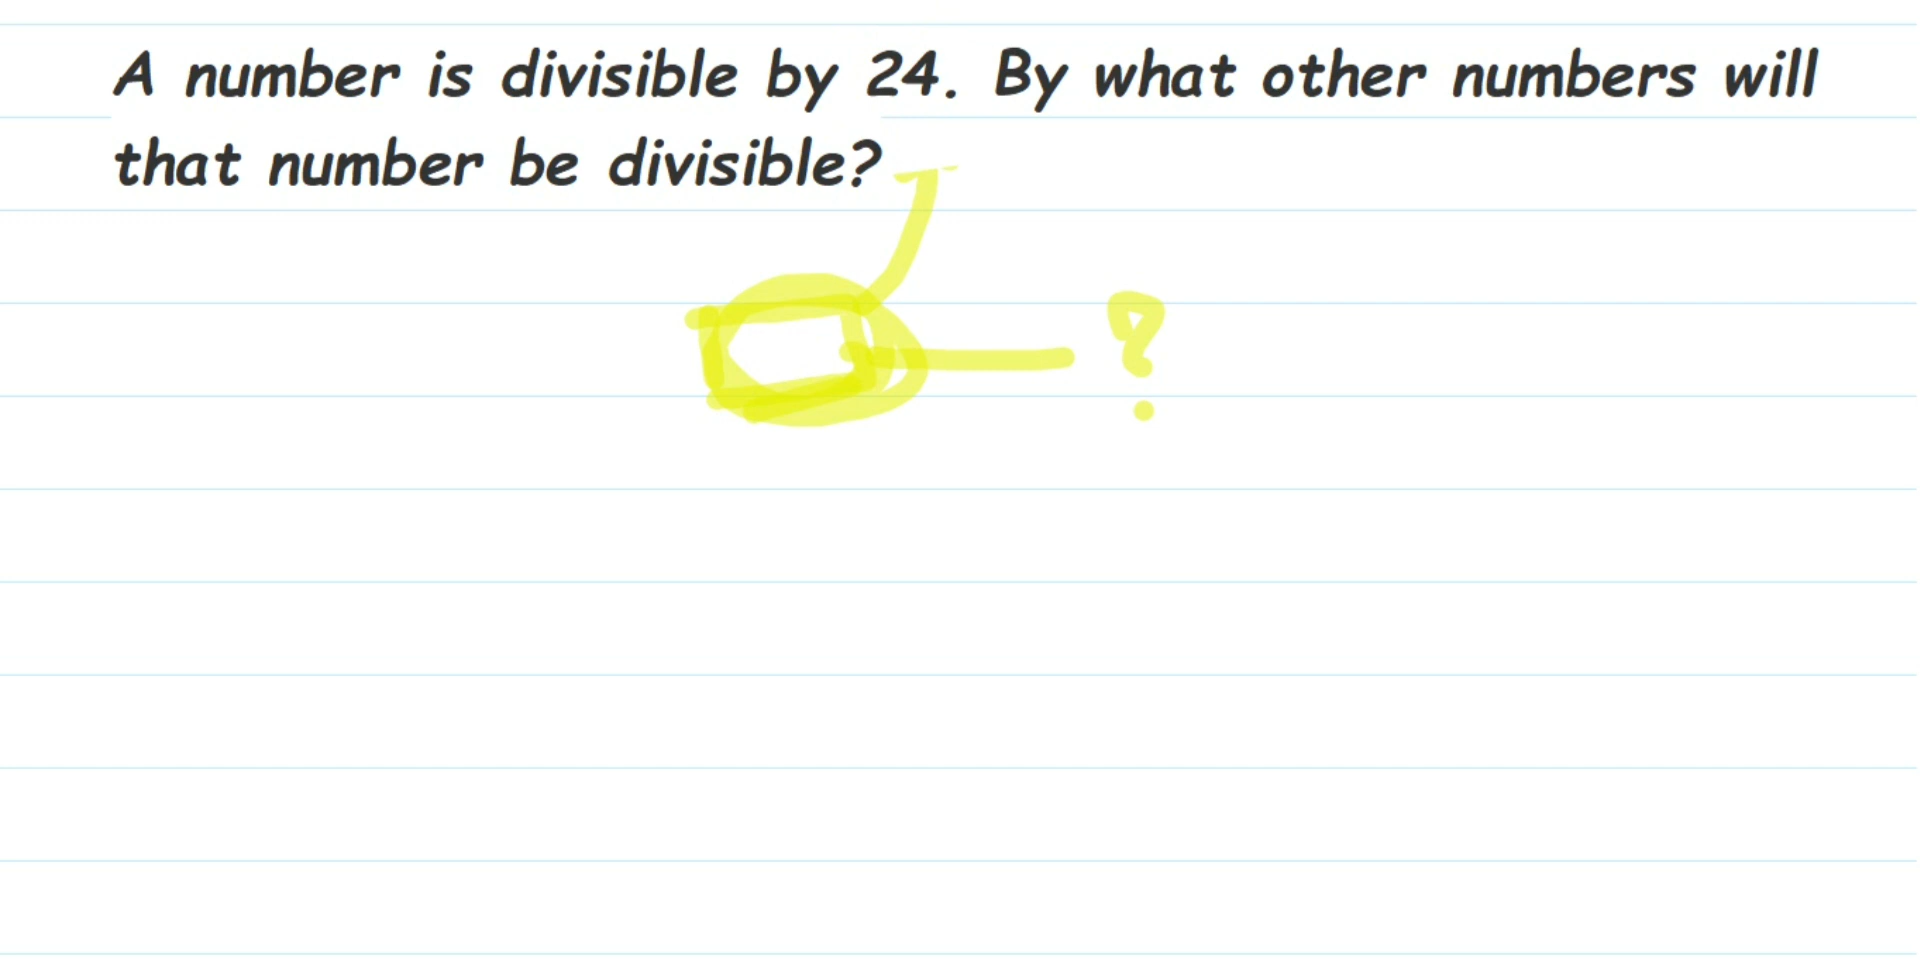 A number is divisible by 24. By what other numbers will
that number be divisible?
?